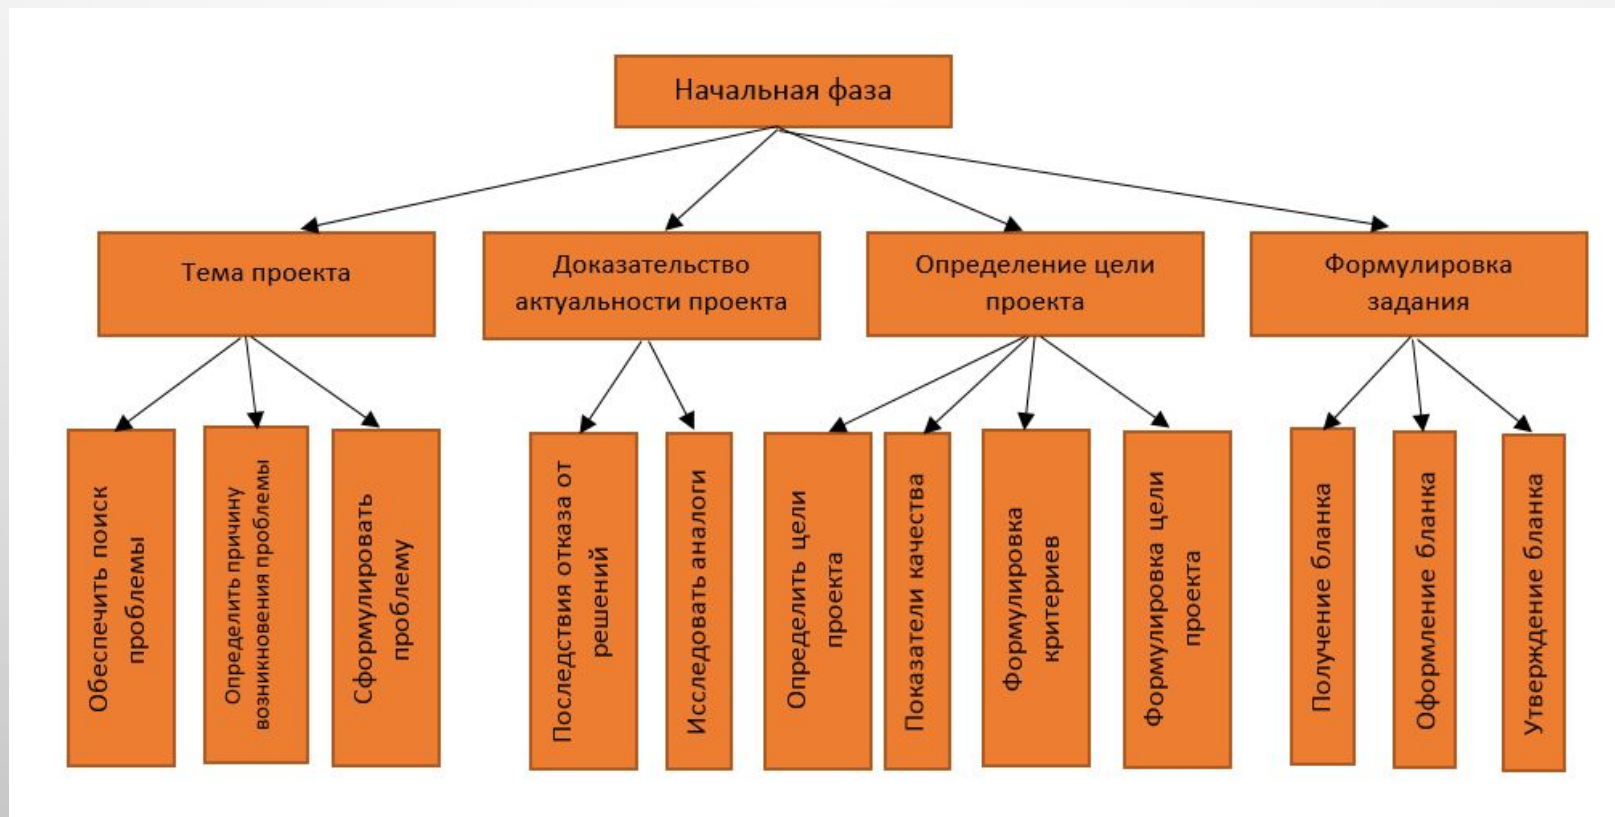 Начальная фаза
Тема проекта
Доказательство
актуальности проекта
Определение цели
проекта
Формулировка
задания
Обеспечить поиск
проблемы
Определить причину
возникновения проблемы
Сформулировать
проблему
Последствия отказа от
решений
Исследовать аналоги
Определить цели
проекта
Показатели качества
Формулировка
критериев
Формулировка цели
проекта
Получение бланка
Оформление бланка
Утверждение бланка